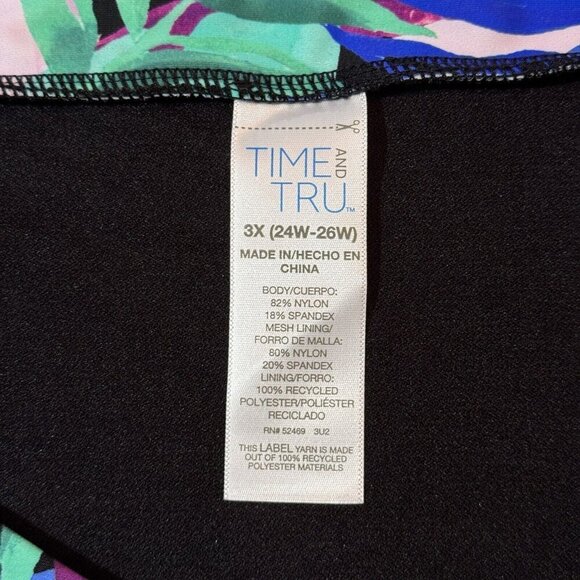 TIME AND
TRU™
3X (24W-26W)
MADE IN/HECHO EN
CHINA
BODY/CUERPO:
82% NYLON
18% SPANDEX
MESH LINING/
FORRO DE MALLA:
80% NYLON
20% SPANDEX
LINING/FORRO:
100% RECYCLED
POLYESTER/POLIÉSTER
RECICLADO
RN# 52469 3U2
THIS LABEL YARN IS MADE
OUT OF 100% RECYCLED
POLYESTER MATERIALS